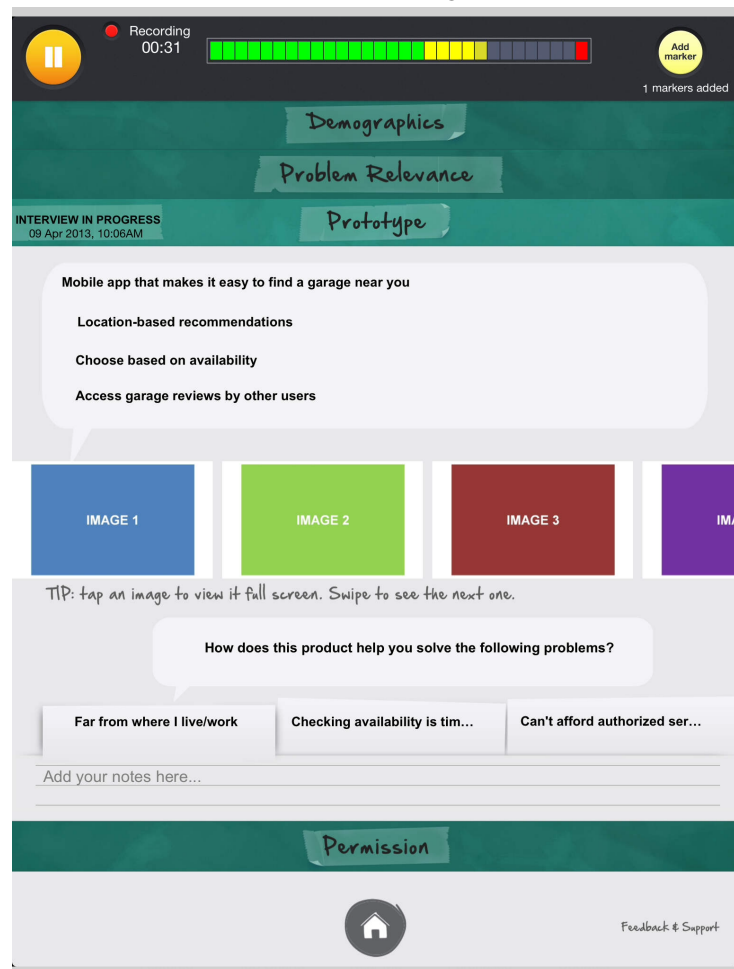 Recording
00:31
Add
marker
1 markers added
Demographics
Problem Relevance
INTERVIEW IN PROGRESS
09 Apr 2013, 10:06AM
Prototype
Mobile app that makes it easy to find a garage near you
Location-based recommendations
Choose based on availability
Access garage reviews by other users
IMAGE 1
IMAGE 2
IMAGE 3
IM
TIP: tap an image to view it full screen. Swipe to see the next one.
How does this product help you solve the following problems?
Far from where I live/work
Checking availability is tim...
Can't afford authorized ser...
Add your notes here...
Permission
Feedback & Support